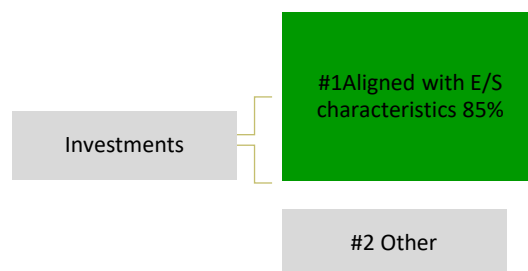 #1Aligned with E/S
characteristics 85%
Investments
#2 Other